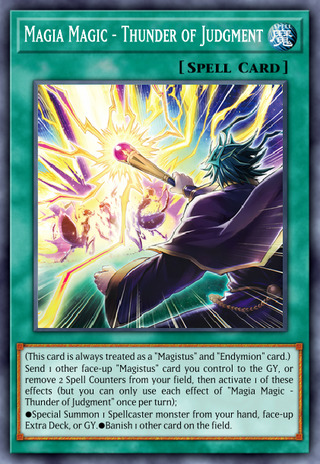 Magia Magic - Thunder of Judgment 魔
[Spell Card]
(This card is always treated as a "Magistus" and "Endymion" card.)
Send 1 other face-up "Magistus" card you control to the GY, or
remove 2 Spell Counters from your field, then activate 1 of these
effects (but you can only use each effect of "Magia Magic -
Thunder of Judgment" once per turn);
●Special Summon 1 Spellcaster monster from your hand, face-up
Extra Deck, or GY.●Banish 1 other card on the field.